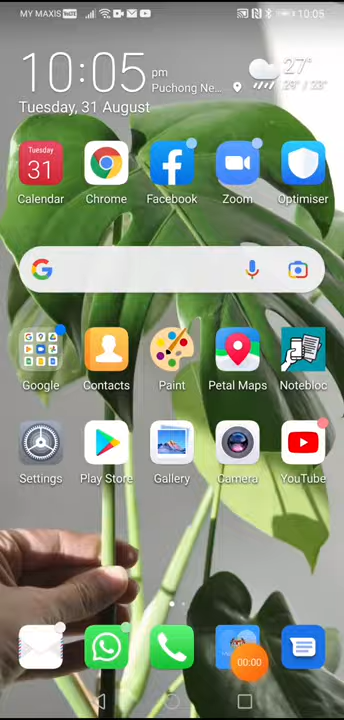 MY MAXIS
10:05
10:05 pm
Puchong Ne...
27°
29° / 23°
Tuesday, 31 August
Tuesday
31
Calendar
Chrome
Facebook
Zoom
Optimiser
Google
Contacts
Paint
Petal Maps
Notebloc
Settings
Play Store
Gallery
Camera
YouTube
00:00